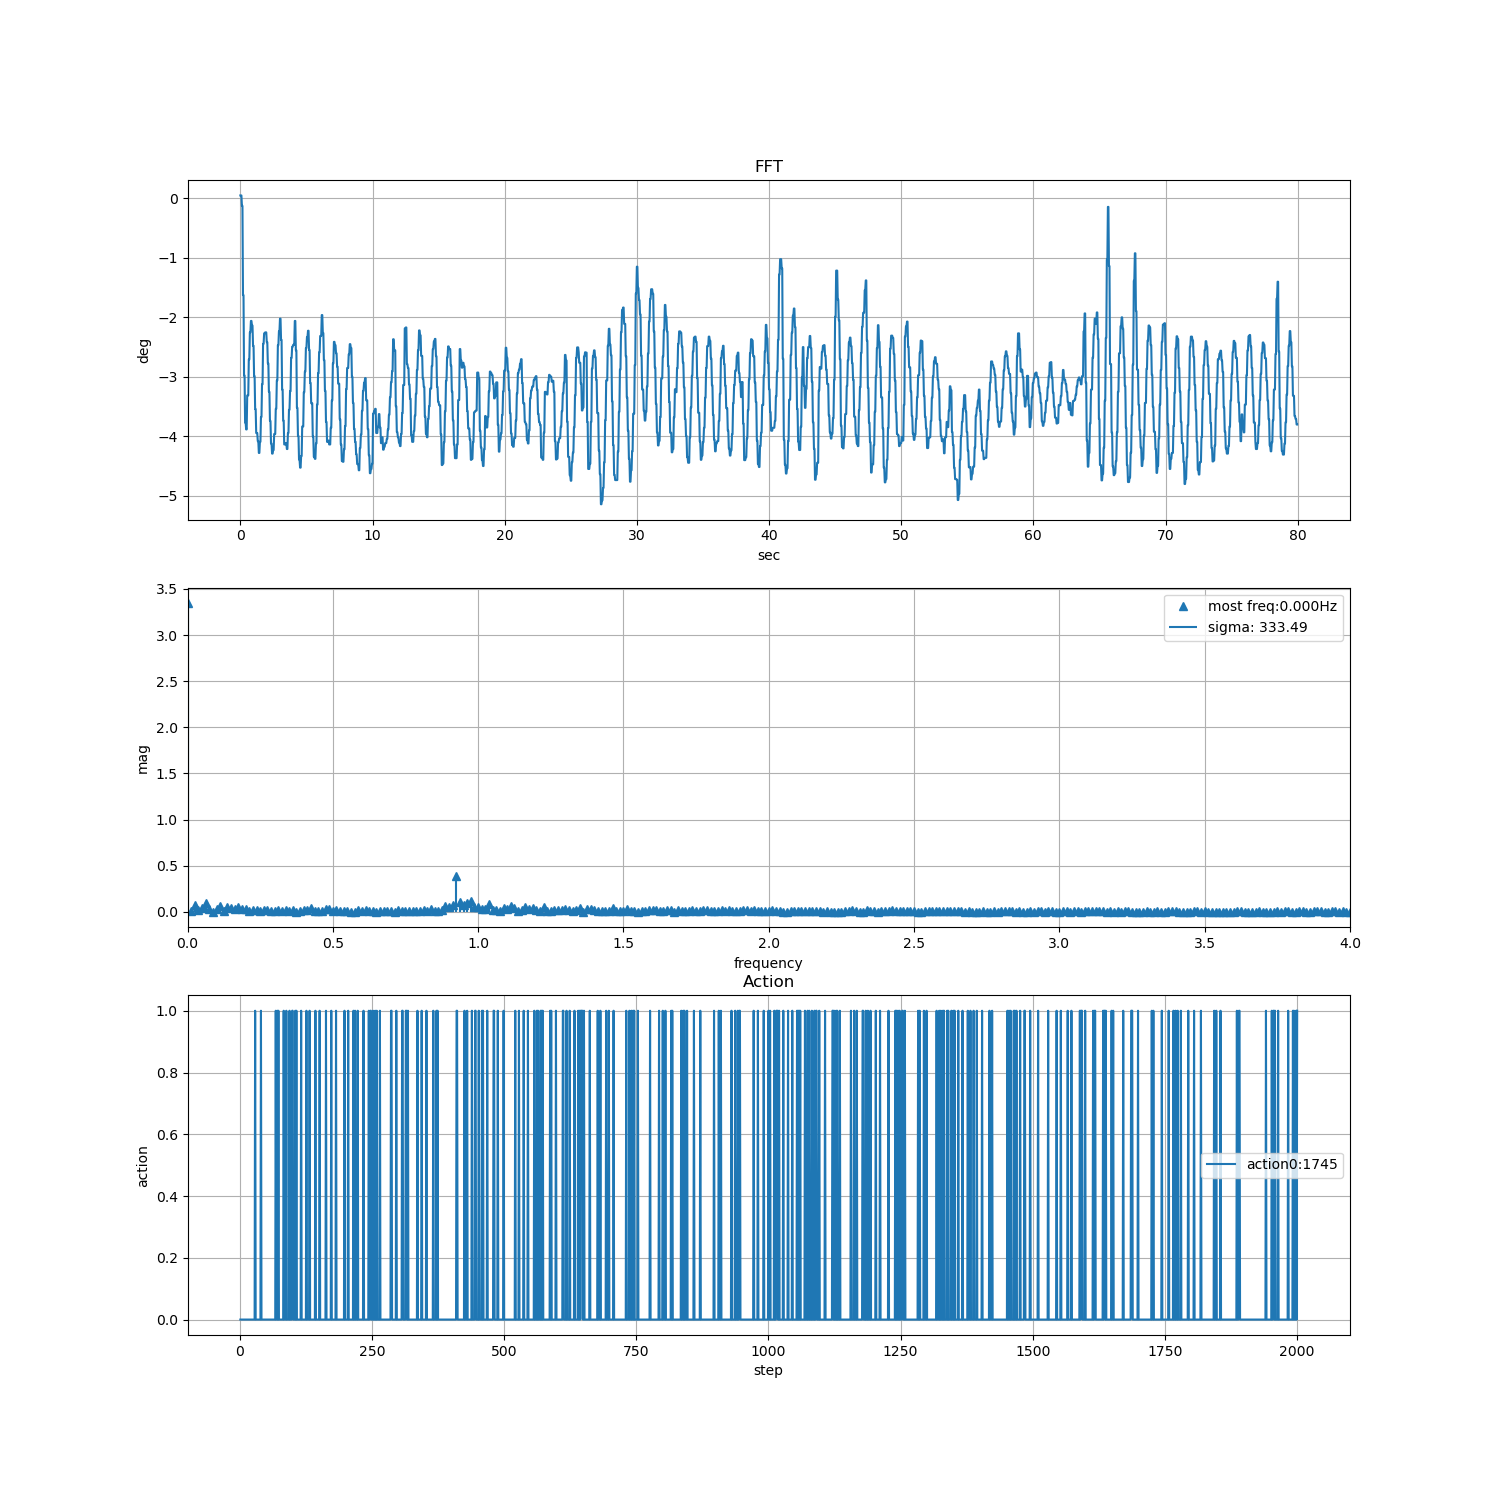 FFT
0
−1
−2
−3
−4
−5
deg
0 10 20 30 40 50 60 70 80
sec
3.5
3.0
2.5
2.0
1.5
1.0
0.5
0.0
mag
most freq:0.000Hz
sigma: 333.49
0.0 0.5 1.0 1.5 2.0 2.5 3.0 3.5 4.0
frequency
Action
1.0
0.8
0.6
0.4
0.2
0.0
action
action0:1745
0 250 500 750 1000 1250 1500 1750 2000
step